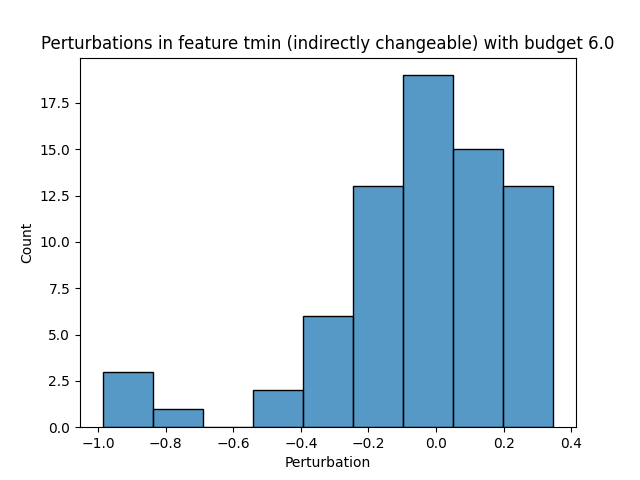 Perturbations in feature tmin (indirectly changeable) with budget 6.0
17.5
15.0
12.5
10.0
7.5
5.0
2.5
0.0
Count
−1.0 −0.8 −0.6 −0.4 −0.2 0.0 0.2 0.4
Perturbation